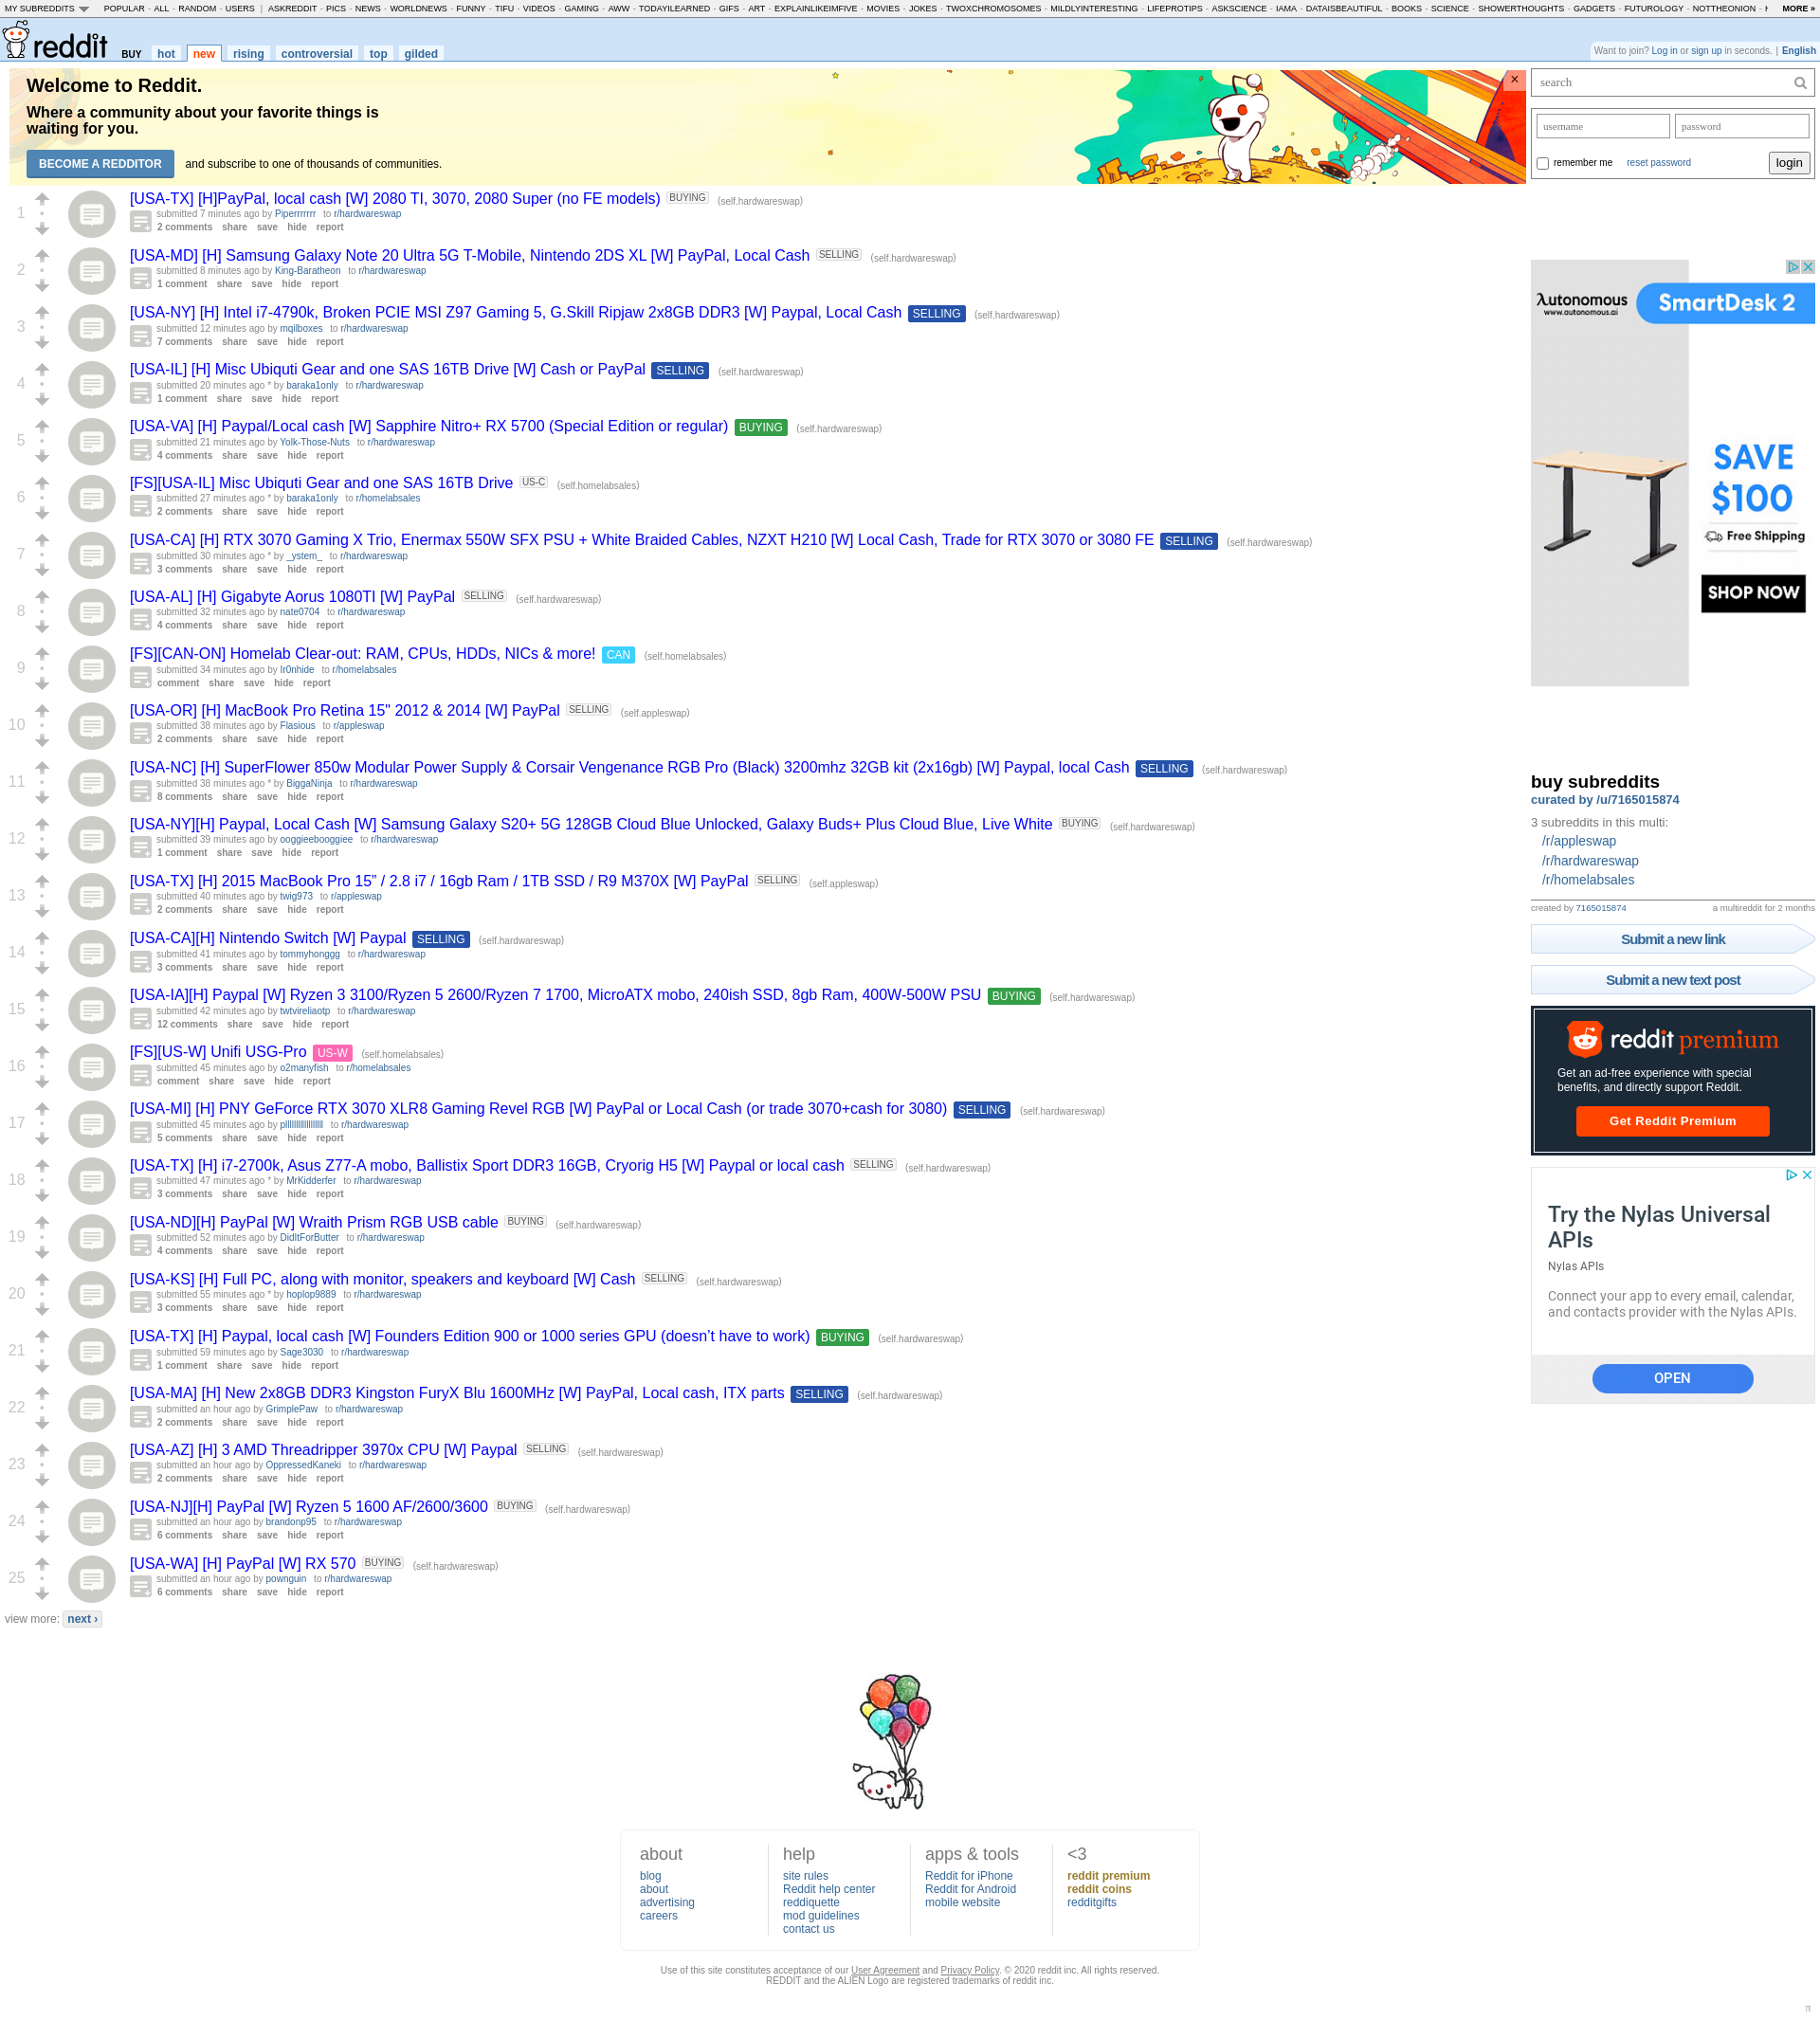 MY SUBREDDITS POPULAR - ALL - RANDOM - USERS | ASKREDDIT - PICS - NEWS - WORLDNEWS - FUNNY - TIFU - VIDEOS - GAMING - AWW - TODAYILEARNED - GIFS - ART - EXPLAINLIKEIMFIVE - MOVIES - JOKES - TWOXCHROMOSOMES - MILDLYINTERESTING - LIFEPROTIPS - ASKSCIENCE - IAMA - DATAISBEAUTIFUL - BOOKS - SCIENCE - SHOWERTHOUGHTS - GADGETS - FUTUROLOGY - NOTTHEONION - MORE »
reddit BUY hot new rising controversial top gilded
Want to join? Log in or sign up in seconds. | English
Welcome to Reddit.
Where a community about your favorite things is
waiting for you.
BECOME A REDDITOR and subscribe to one of thousands of communities.
×
1
[USA-TX] [H]PayPal, local cash [W] 2080 TI, 3070, 2080 Super (no FE models) BUYING (self.hardwareswap)
submitted 7 minutes ago by Piperrrrrrr to r/hardwareswap
2 comments share save hide report
2
[USA-MD] [H] Samsung Galaxy Note 20 Ultra 5G T-Mobile, Nintendo 2DS XL [W] PayPal, Local Cash SELLING (self.hardwareswap)
submitted 8 minutes ago by King-Baratheon to r/hardwareswap
1 comment share save hide report
3
[USA-NY] [H] Intel i7-4790k, Broken PCIE MSI Z97 Gaming 5, G.Skill Ripjaw 2x8GB DDR3 [W] Paypal, Local Cash SELLING (self.hardwareswap)
submitted 12 minutes ago by mqilboxes to r/hardwareswap
7 comments share save hide report
4
[USA-IL] [H] Misc Ubiquti Gear and one SAS 16TB Drive [W] Cash or PayPal SELLING (self.hardwareswap)
submitted 20 minutes ago * by baraka1only to r/hardwareswap
1 comment share save hide report
5
[USA-VA] [H] Paypal/Local cash [W] Sapphire Nitro+ RX 5700 (Special Edition or regular) BUYING (self.hardwareswap)
submitted 21 minutes ago by Yolk-Those-Nuts to r/hardwareswap
4 comments share save hide report
6
[FS][USA-IL] Misc Ubiquti Gear and one SAS 16TB Drive US-C (self.homelabsales)
submitted 27 minutes ago * by baraka1only to r/homelabsales
2 comments share save hide report
7
[USA-CA] [H] RTX 3070 Gaming X Trio, Enermax 550W SFX PSU + White Braided Cables, NZXT H210 [W] Local Cash, Trade for RTX 3070 or 3080 FE SELLING (self.hardwareswap)
submitted 30 minutes ago * by _ystem_ to r/hardwareswap
3 comments share save hide report
8
[USA-AL] [H] Gigabyte Aorus 1080TI [W] PayPal SELLING (self.hardwareswap)
submitted 32 minutes ago by nate0704 to r/hardwareswap
4 comments share save hide report
9
[FS][CAN-ON] Homelab Clear-out: RAM, CPUs, HDDs, NICs & more! CAN (self.homelabsales)
submitted 34 minutes ago by Ir0nhide to r/homelabsales
comment share save hide report
10
[USA-OR] [H] MacBook Pro Retina 15" 2012 & 2014 [W] PayPal SELLING (self.appleswap)
submitted 38 minutes ago by Flasious to r/appleswap
2 comments share save hide report
11
[USA-NC] [H] SuperFlower 850w Modular Power Supply & Corsair Vengenance RGB Pro (Black) 3200mhz 32GB kit (2x16gb) [W] Paypal, local Cash SELLING (self.hardwareswap)
submitted 38 minutes ago * by BiggaNinja to r/hardwareswap
8 comments share save hide report
12
[USA-NY][H] Paypal, Local Cash [W] Samsung Galaxy S20+ 5G 128GB Cloud Blue Unlocked, Galaxy Buds+ Plus Cloud Blue, Live White BUYING (self.hardwareswap)
submitted 39 minutes ago by ooggieebooggiee to r/hardwareswap
1 comment share save hide report
13
[USA-TX] [H] 2015 MacBook Pro 15” / 2.8 i7 / 16gb Ram / 1TB SSD / R9 M370X [W] PayPal SELLING (self.appleswap)
submitted 40 minutes ago by twig973 to r/appleswap
2 comments share save hide report
14
[USA-CA][H] Nintendo Switch [W] Paypal SELLING (self.hardwareswap)
submitted 41 minutes ago by tommyhonggg to r/hardwareswap
3 comments share save hide report
15
[USA-IA][H] Paypal [W] Ryzen 3 3100/Ryzen 5 2600/Ryzen 7 1700, MicroATX mobo, 240ish SSD, 8gb Ram, 400W-500W PSU BUYING (self.hardwareswap)
submitted 42 minutes ago by twtvireliaotp to r/hardwareswap
12 comments share save hide report
16
[FS][US-W] Unifi USG-Pro US-W (self.homelabsales)
submitted 45 minutes ago by o2manyfish to r/homelabsales
comment share save hide report
17
[USA-MI] [H] PNY GeForce RTX 3070 XLR8 Gaming Revel RGB [W] PayPal or Local Cash (or trade 3070+cash for 3080) SELLING (self.hardwareswap)
submitted 45 minutes ago by to r/hardwareswap
5 comments share save hide report
18
[USA-TX] [H] i7-2700k, Asus Z77-A mobo, Ballistix Sport DDR3 16GB, Cryorig H5 [W] Paypal or local cash SELLING (self.hardwareswap)
submitted 47 minutes ago * by MrKidderfer to r/hardwareswap
3 comments share save hide report
19
[USA-ND][H] PayPal [W] Wraith Prism RGB USB cable BUYING (self.hardwareswap)
submitted 52 minutes ago by DidItForButter to r/hardwareswap
4 comments share save hide report
20
[USA-KS] [H] Full PC, along with monitor, speakers and keyboard [W] Cash SELLING (self.hardwareswap)
submitted 55 minutes ago * by hoplop9889 to r/hardwareswap
3 comments share save hide report
21
[USA-TX] [H] Paypal, local cash [W] Founders Edition 900 or 1000 series GPU (doesn’t have to work) BUYING (self.hardwareswap)
submitted 59 minutes ago by Sage3030 to r/hardwareswap
1 comment share save hide report
22
[USA-MA] [H] New 2x8GB DDR3 Kingston FuryX Blu 1600MHz [W] PayPal, Local cash, ITX parts SELLING (self.hardwareswap)
submitted an hour ago by GrimplePaw to r/hardwareswap
2 comments share save hide report
23
[USA-AZ] [H] 3 AMD Threadripper 3970x CPU [W] Paypal SELLING (self.hardwareswap)
submitted an hour ago by OppressedKaneki to r/hardwareswap
2 comments share save hide report
24
[USA-NJ][H] PayPal [W] Ryzen 5 1600 AF/2600/3600 BUYING (self.hardwareswap)
submitted an hour ago by brandonp95 to r/hardwareswap
6 comments share save hide report
25
[USA-WA] [H] PayPal [W] RX 570 BUYING (self.hardwareswap)
submitted an hour ago by pownguin to r/hardwareswap
6 comments share save hide report
view more: next ›
search
username password
remember me reset password login
Autonomous
www.autonomous.ai
SmartDesk 2
SAVE
$100
Free Shipping
SHOP NOW
buy subreddits
curated by /u/7165015874
3 subreddits in this multi:
/r/appleswap
/r/hardwareswap
/r/homelabsales
created by 7165015874 a multireddit for 2 months
Submit a new link
Submit a new text post
reddit premium
Get an ad-free experience with special
benefits, and directly support Reddit.
Get Reddit Premium
Try the Nylas Universal
APIs
Nylas APIs
Connect your app to every email, calendar,
and contacts provider with the Nylas APIs.
OPEN
about
blog
about
advertising
careers
help
site rules
Reddit help center
reddiquette
mod guidelines
contact us
apps & tools
Reddit for iPhone
Reddit for Android
mobile website
<3
reddit premium
reddit coins
redditgifts
Use of this site constitutes acceptance of our User Agreement and Privacy Policy. © 2020 reddit inc. All rights reserved.
REDDIT and the ALIEN Logo are registered trademarks of reddit inc.
π